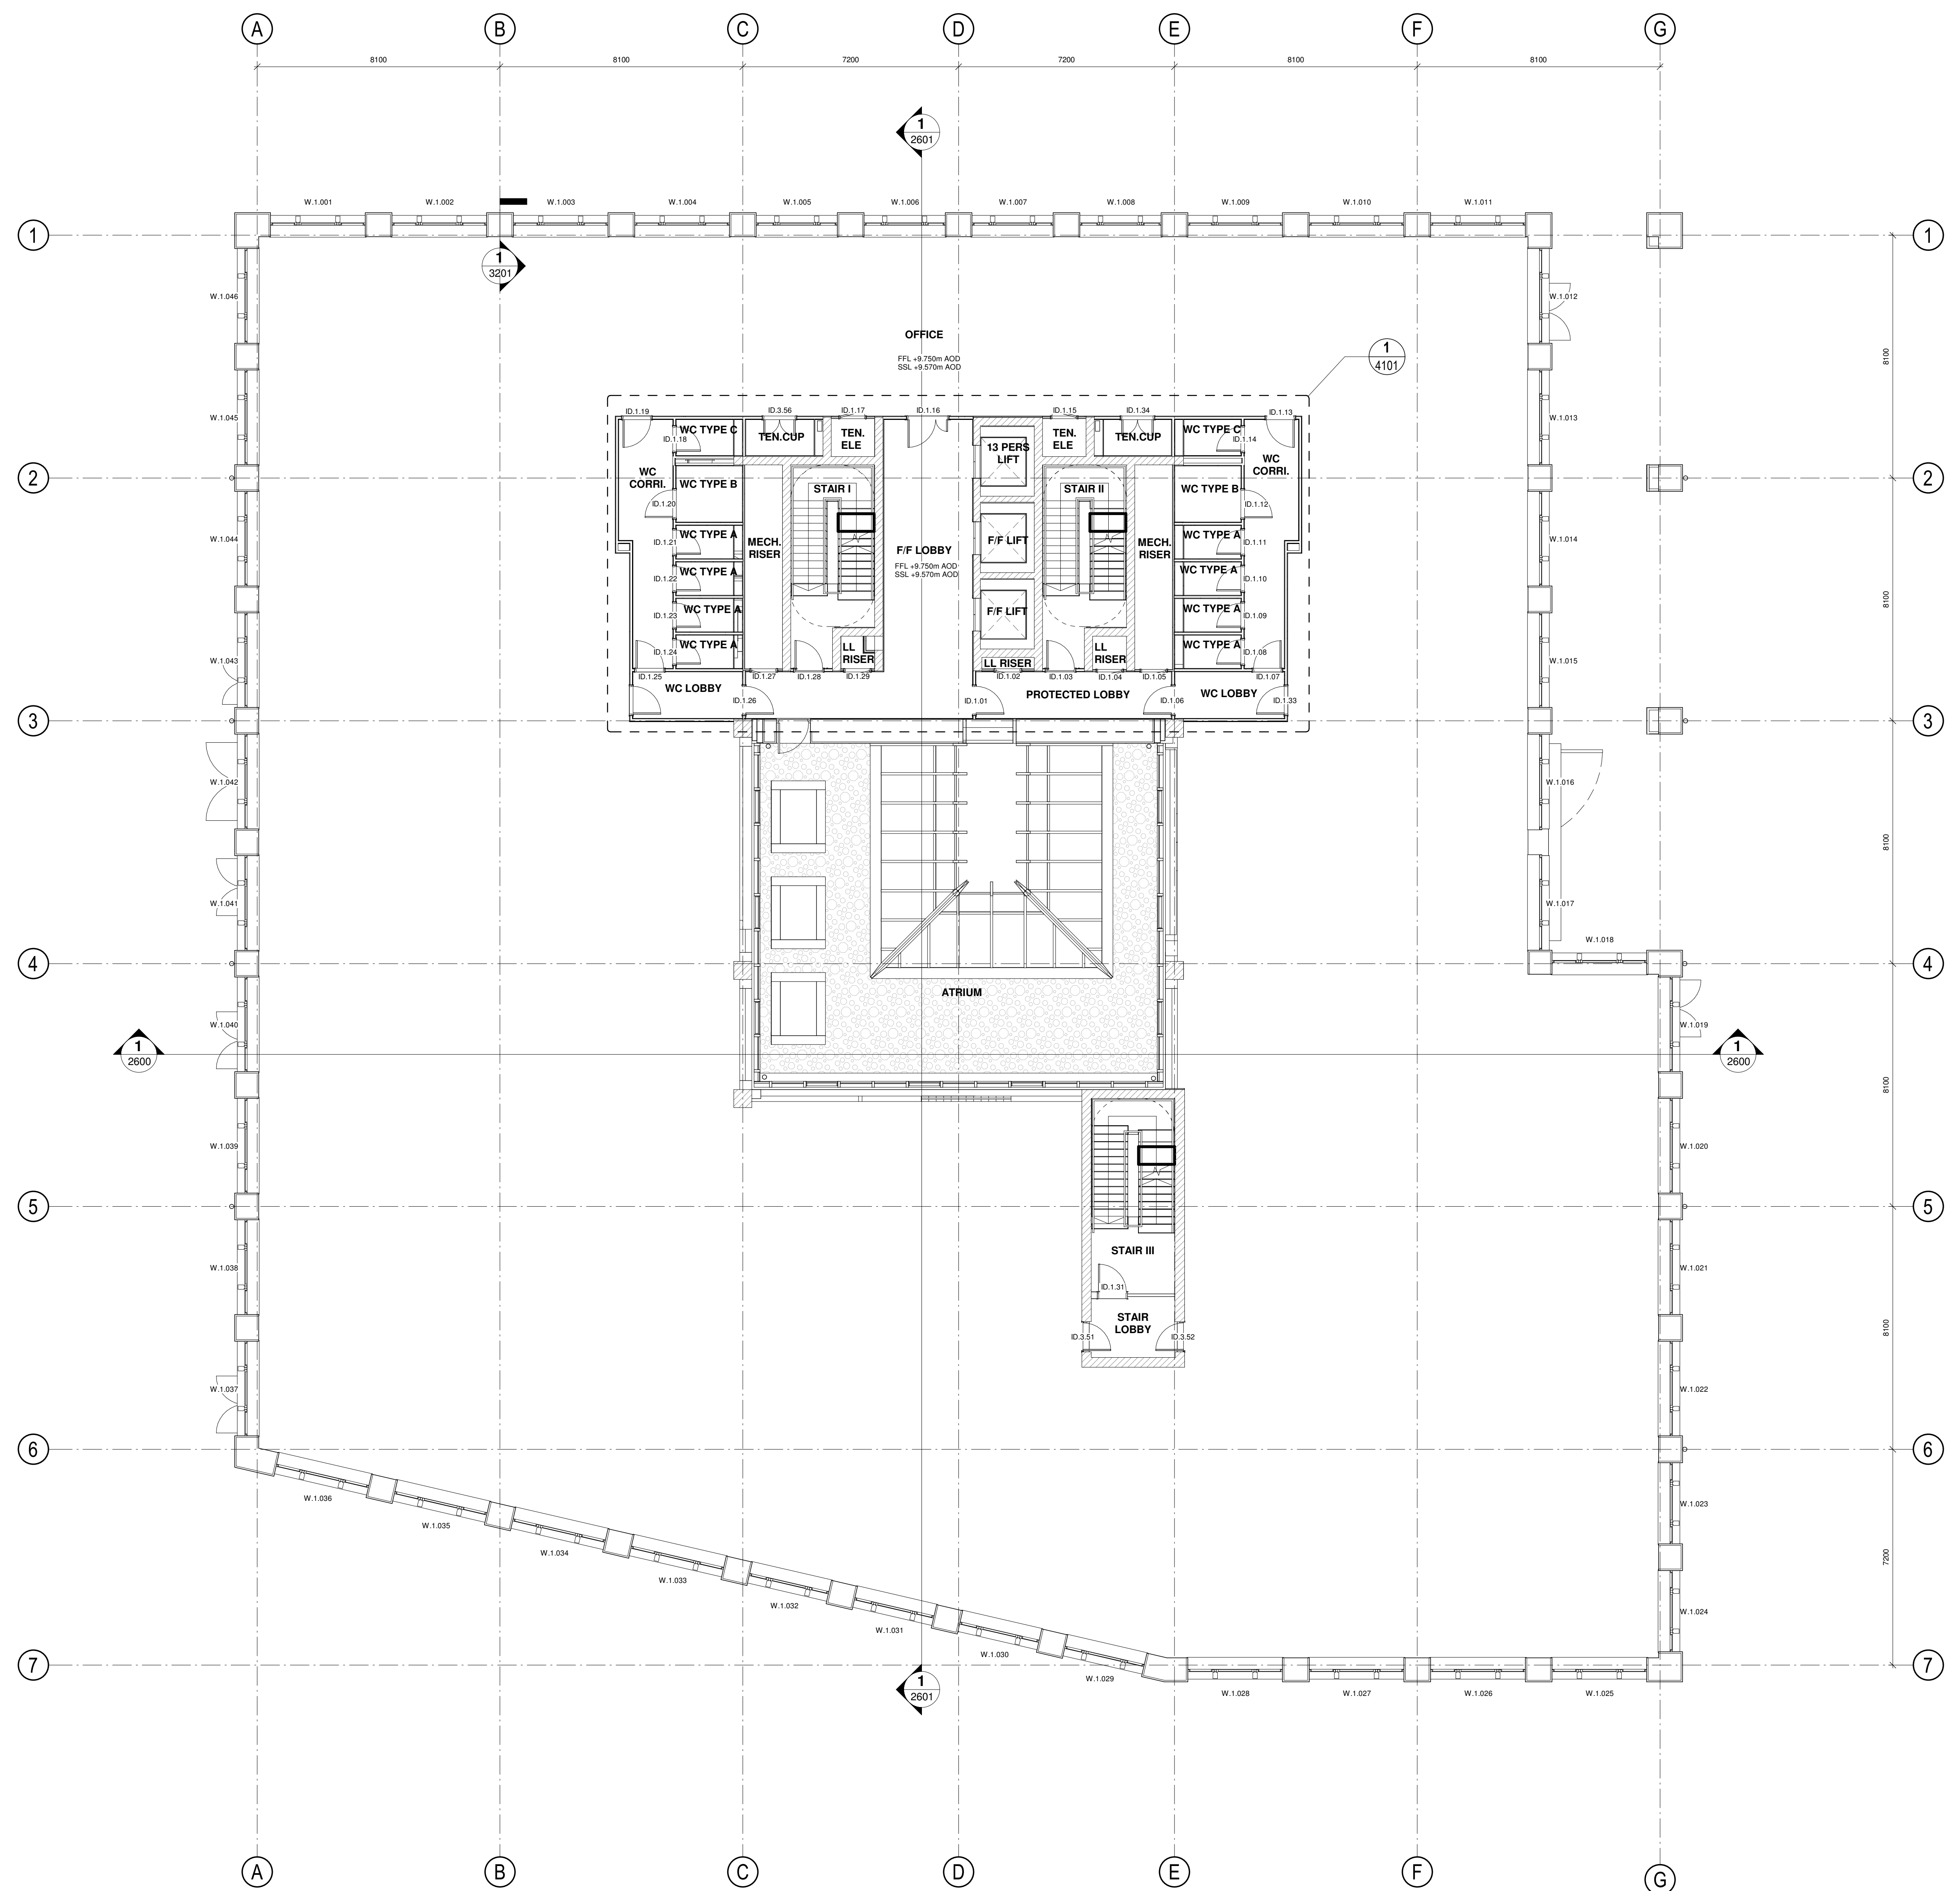 A B C D E F G
8100 8100 7200 7200 8100 8100
1
2601
W.1.001 W.1.002 W.1.003 W.1.004 W.1.005 W.1.006 W.1.007 W.1.008 W.1.009 W.1.010 W.1.011
1 1
1
3201
W.1.046 W.1.012
OFFICE
FFL +9.750m AOD
SSL +9.570m AOD
1
4101
8100
W.1.045 W.1.013
ID.1.19 ID.3.56 ID.1.17 ID.1.16 ID.1.15 ID.1.34 ID.1.13
WC TYPE C TEN.CUP TEN.
ELE
TEN.
ELE
TEN.CUP WC TYPE C
ID.1.18 ID.1.14
13 PERS
LIFT
WC
CORRI.
WC
CORRI.
2 2
WC TYPE B STAIR I STAIR II WC TYPE B
ID.1.20 ID.1.12
W.1.044 W.1.014
WC TYPE A F/F LIFT WC TYPE A
ID.1.21 ID.1.11
MECH.
RISER
F/F LOBBY
FFL +9.750m AOD
SSL +9.570m AOD
MECH.
RISER
WC TYPE A WC TYPE A
ID.1.22 ID.1.10
8100
WC TYPE A F/F LIFT WC TYPE A
ID.1.23 ID.1.09
WC TYPE A LL
RISER
LL RISER LL
RISER
WC TYPE A
ID.1.24 ID.1.08
W.1.043 W.1.015
ID.1.25 ID.1.27 ID.1.28 ID.1.29 ID.1.02 ID.1.03 ID.1.04 ID.1.05 ID.1.07
WC LOBBY PROTECTED LOBBY WC LOBBY
ID.1.26 ID.1.01 ID.1.06 ID.1.33
3 3
W.1.042 W.1.016
8100
W.1.041 W.1.017
W.1.018
4 4
ATRIUM
W.1.040 W.1.019
1
2600
1
2600
8100
W.1.039 W.1.020
5 5
STAIR III
W.1.038 W.1.021
ID.1.31
STAIR
LOBBY
ID.3.51 ID.3.52
8100
W.1.037 W.1.022
6 6
W.1.036 W.1.023
W.1.035
W.1.034
7200
W.1.033
W.1.032 W.1.024
W.1.031
W.1.030
7 7
W.1.029
1
2601
W.1.028 W.1.027 W.1.026 W.1.025
A B C D E F G